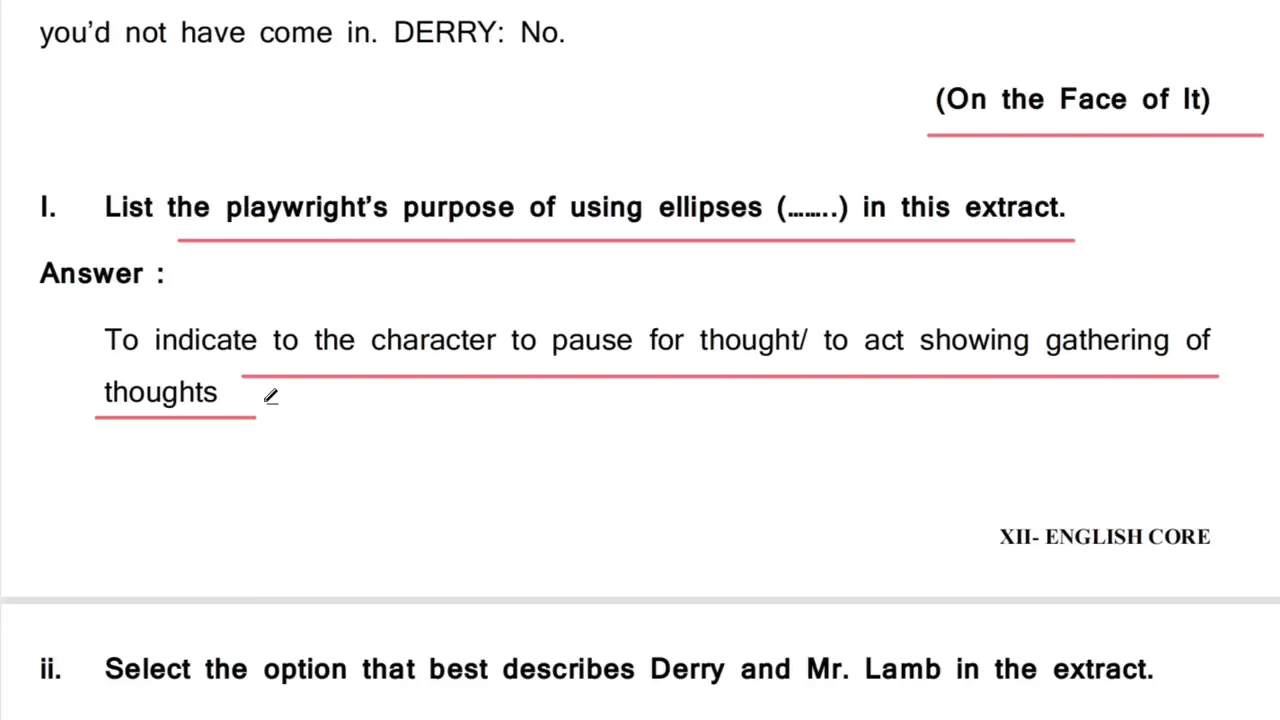 you'd not have come in. DERRY: No.
(On the Face of It)
I. List the playwright's purpose of using ellipses (……..) in this extract.
Answer :
To indicate to the character to pause for thought/ to act showing gathering of
thoughts
XII- ENGLISH CORE
ii. Select the option that best describes Derry and Mr. Lamb in the extract.